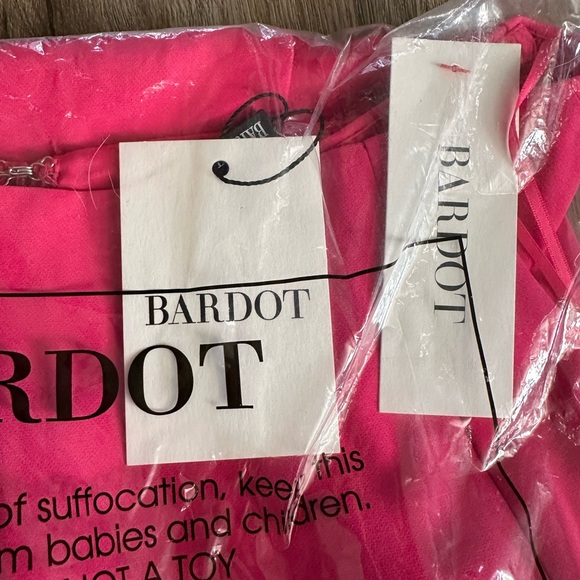 BARDOT
BARDOT
RDOT
of suffocation, keep this
m babies and children.
NOT A TOY